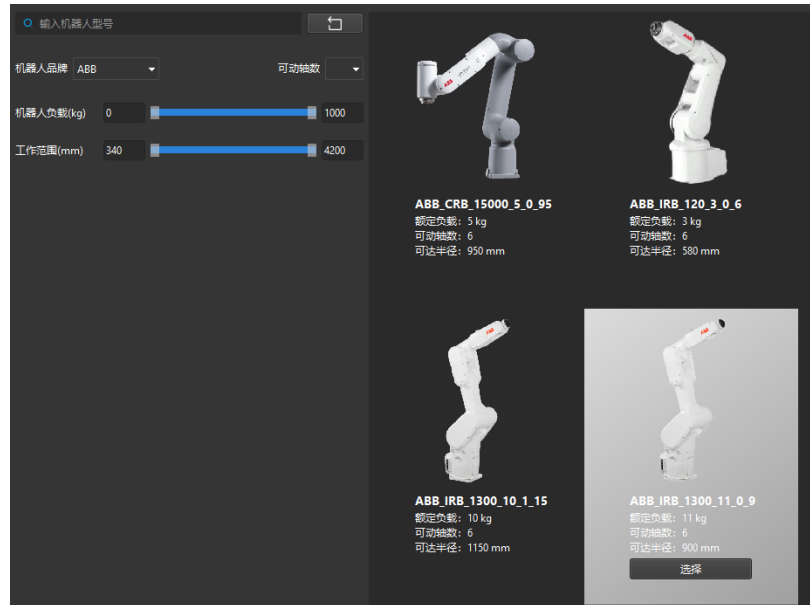 输入机器人型号
机器人品牌 ABB 可动轴数
机器人负载(kg) 0 1000
工作范围(mm) 340 4200
ABB_CRB_15000_5_0_95
额定负载: 5 kg
可动轴数: 6
可达半径: 950 mm
ABB_IRB_120_3_0_6
额定负载: 3 kg
可动轴数: 6
可达半径: 580 mm
ABB_IRB_1300_10_1_15
额定负载: 10 kg
可动轴数: 6
可达半径: 1150 mm
ABB_IRB_1300_11_0_9
额定负载: 11 kg
可动轴数: 6
可达半径: 900 mm
选择